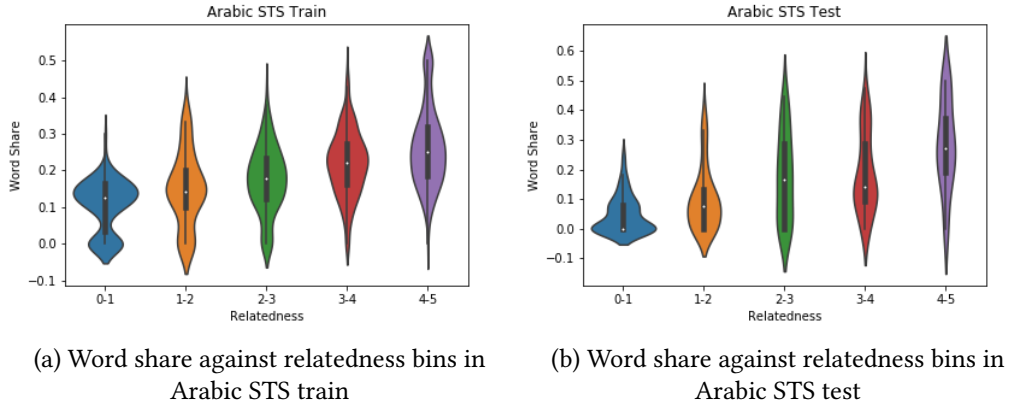 Arabic STS Train
0.5
0.4
0.3
0.2
0.1
0.0
−0.1
Word Share
0-1 1-2 2-3 3-4 4-5
Relatedness
(a) Word share against relatedness bins in
Arabic STS train
Arabic STS Test
0.6
0.5
0.4
0.3
0.2
0.1
0.0
−0.1
Word Share
0-1 1-2 2-3 3-4 4-5
Relatedness
(b) Word share against relatedness bins in
Arabic STS test